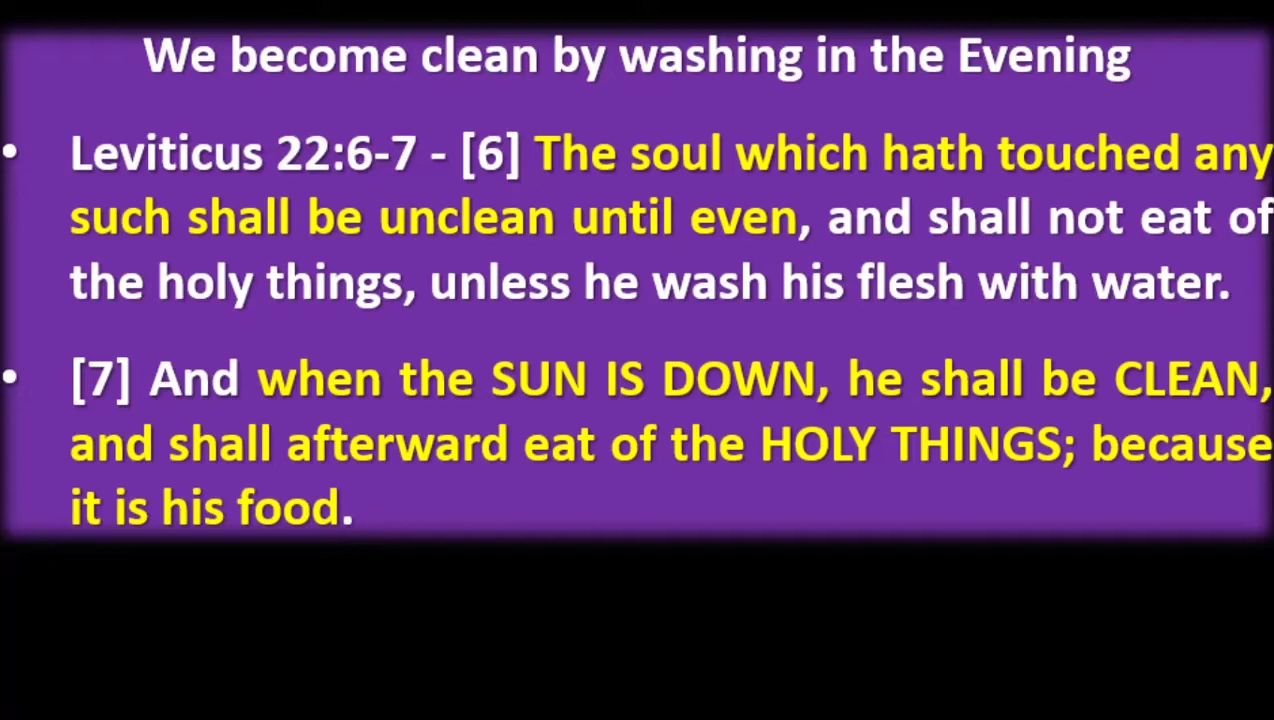 We become clean by washing in the Evening
• Leviticus 22:6-7 - [6] The soul which hath touched any
such shall be unclean until even, and shall not eat of
the holy things, unless he wash his flesh with water.
• [7] And when the SUN IS DOWN, he shall be CLEAN,
and shall afterward eat of the HOLY THINGS; because
it is his food.